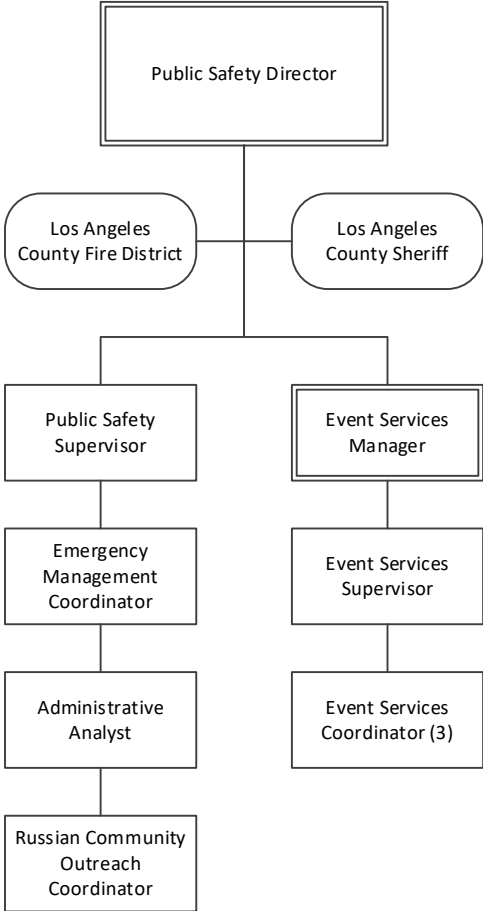 Public Safety Director
Los Angeles
County Fire District
Los Angeles
County Sheriff
Public Safety
Supervisor
Event Services
Manager
Emergency
Management
Coordinator
Event Services
Supervisor
Administrative
Analyst
Event Services
Coordinator (3)
Russian Community
Outreach
Coordinator